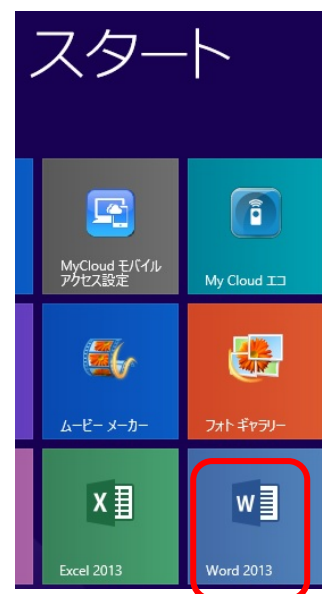 スタート
MyCloud モバイル
アクセス設定
My Cloud エコ
ムービー メーカー
フォト ギャラリー
X
W
Excel 2013
Word 2013